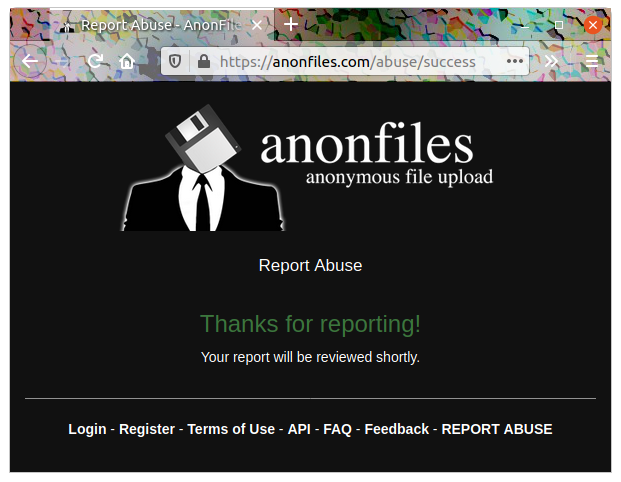 Report Abuse - AnonFile
https://anonfiles.com/abuse/success
anonfiles
anonymous file upload
Report Abuse
Thanks for reporting!
Your report will be reviewed shortly.
Login - Register - Terms of Use - API - FAQ - Feedback - REPORT ABUSE